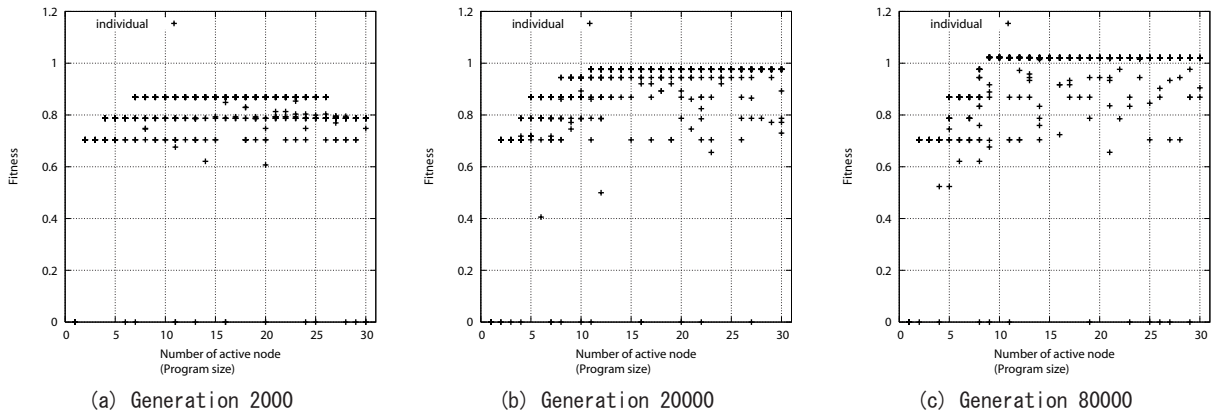 individual
1.2
1
0.8
0.6
0.4
0.2
0
Fitness
0 5 10 15 20 25 30
Number of active node
(Program size)
(a) Generation 2000
individual
1.2
1
0.8
0.6
0.4
0.2
0
Fitness
0 5 10 15 20 25 30
Number of active node
(Program size)
(b) Generation 20000
individual
1.2
1
0.8
0.6
0.4
0.2
0
Fitness
0 5 10 15 20 25 30
Number of active node
(Program size)
(c) Generation 80000